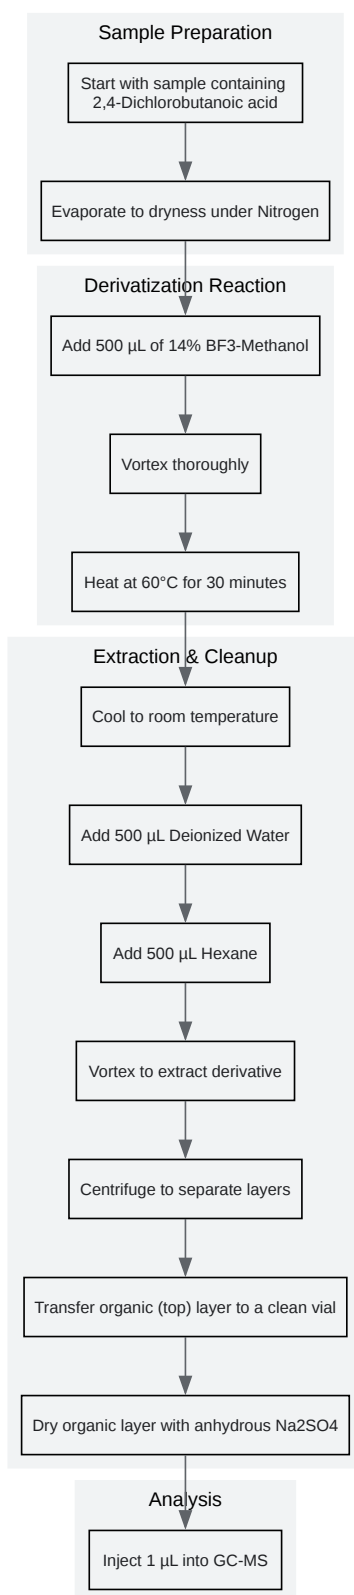 Sample Preparation
Start with sample containing
2,4-Dichlorobutanoic acid
Evaporate to dryness under Nitrogen
Derivatization Reaction
Add 500 µL of 14% BF3-Methanol
Vortex thoroughly
Heat at 60°C for 30 minutes
Extraction & Cleanup
Cool to room temperature
Add 500 µL Deionized Water
Add 500 µL Hexane
Vortex to extract derivative
Centrifuge to separate layers
Transfer organic (top) layer to a clean vial
Dry organic layer with anhydrous Na2SO4
Analysis
Inject 1 µL into GC-MS